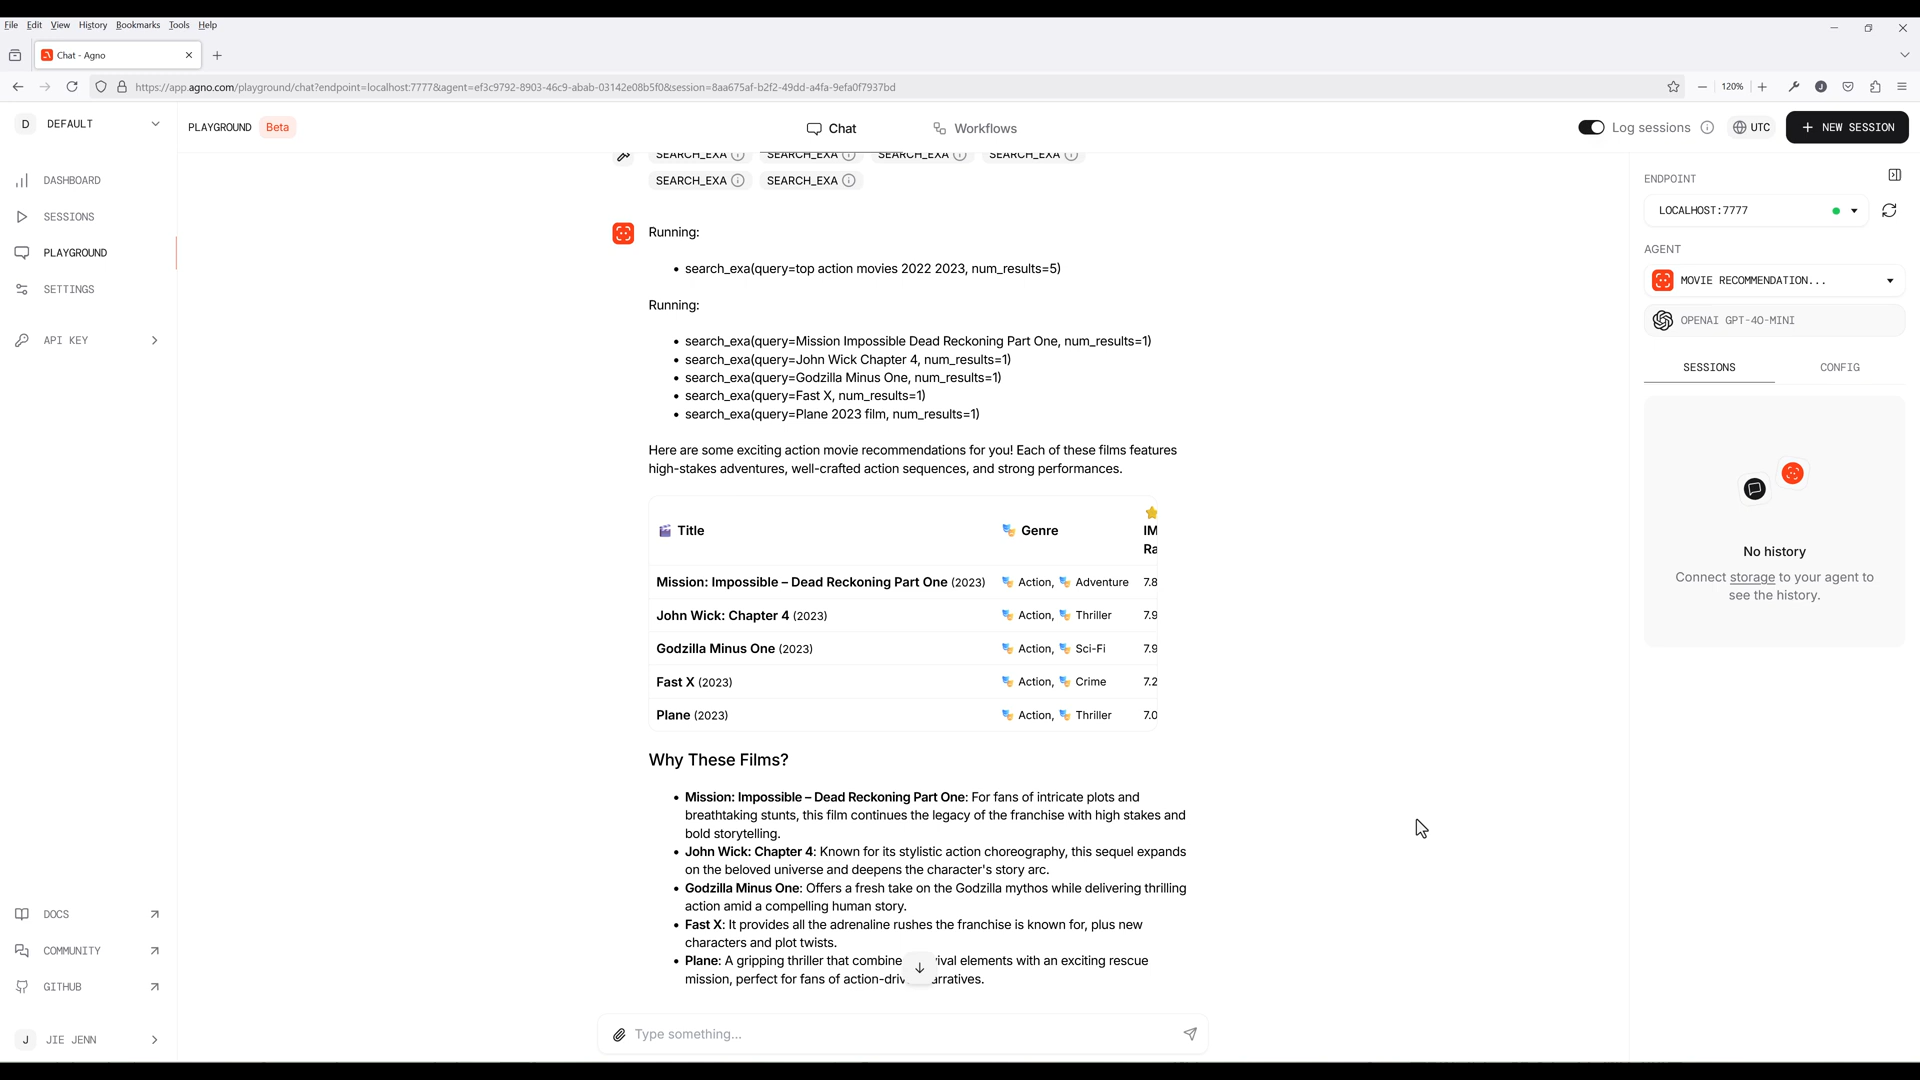 File Edit View History Bookmarks Tools Help
Chat - Agno
https://app.agno.com/playground/chat?endpoint=localhost:7777&agent=ef3c9792-8903-46c9-abab-03142e08b5f0&session=8aa675af-b2f2-49dd-a4fa-9efa0f7937bd
120%
D DEFAULT
PLAYGROUND Beta
Chat
Workflows
Log sessions
UTC
+ NEW SESSION
DASHBOARD
SESSIONS
PLAYGROUND
SETTINGS
API KEY
DOCS
COMMUNITY
GITHUB
J JIE JENN
SEARCH_EXA SEARCH_EXA SEARCH_EXA SEARCH_EXA
SEARCH_EXA SEARCH_EXA
Running:
• search_exa(query=top action movies 2022 2023, num_results=5)
Running:
• search_exa(query=Mission Impossible Dead Reckoning Part One, num_results=1)
• search_exa(query=John Wick Chapter 4, num_results=1)
• search_exa(query=Godzilla Minus One, num_results=1)
• search_exa(query=Fast X, num_results=1)
• search_exa(query=Plane 2023 film, num_results=1)
Here are some exciting action movie recommendations for you! Each of these films features
high-stakes adventures, well-crafted action sequences, and strong performances.
🎬 Title 🎭 Genre ⭐ IM Ra
Mission: Impossible – Dead Reckoning Part One (2023) 🎭 Action, 🎭 Adventure 7.8
John Wick: Chapter 4 (2023) 🎭 Action, 🎭 Thriller 7.9
Godzilla Minus One (2023) 🎭 Action, 🎭 Sci-Fi 7.9
Fast X (2023) 🎭 Action, 🎭 Crime 7.2
Plane (2023) 🎭 Action, 🎭 Thriller 7.0
Why These Films?
• Mission: Impossible – Dead Reckoning Part One: For fans of intricate plots and
breathtaking stunts, this film continues the legacy of the franchise with high stakes and
bold storytelling.
• John Wick: Chapter 4: Known for its stylistic action choreography, this sequel expands
on the beloved universe and deepens the character's story arc.
• Godzilla Minus One: Offers a fresh take on the Godzilla mythos while delivering thrilling
action amid a compelling human story.
• Fast X: It provides all the adrenaline rushes the franchise is known for, plus new
characters and plot twists.
• Plane: A gripping thriller that combine vival elements with an exciting rescue
mission, perfect for fans of action-driv arratives.
Type something...
ENDPOINT
LOCALHOST:7777
AGENT
MOVIE RECOMMENDATION...
OPENAI GPT-4O-MINI
SESSIONS CONFIG
No history
Connect storage to your agent to
see the history.